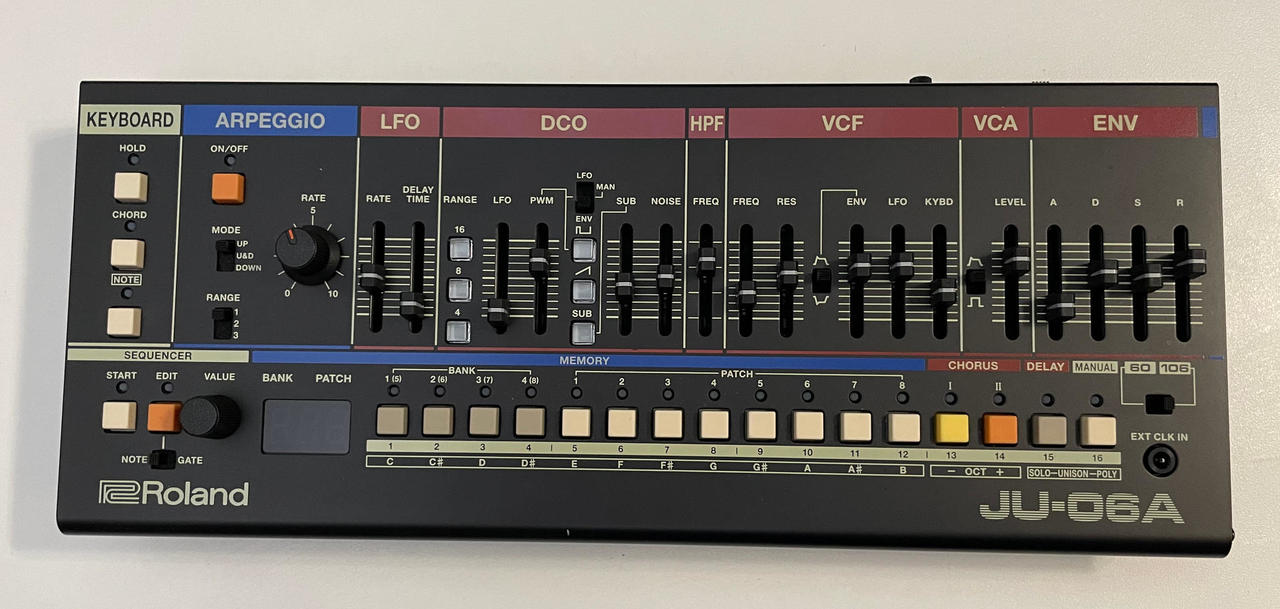 KEYBOARD ARPEGGIO LFO DCO HPF VCF VCA ENV
HOLD ON/OFF
LFO
MAN
DELAY
RATE RATE TIME RANGE LFO PWM SUB NOISE FREQ FREQ RES ENV LFO KYBD LEVEL A D S R
5
CHORD
ENV
16
MODE
UP
U&D
DOWN
NOTE
8
0 10
RANGE
1
2
3
4
SUB
SEQUENCER MEMORY CHORUS DELAY MANUAL 60 106
START EDIT VALUE BANK PATCH
BANK PATCH
1 (5) 2 (6) 3 (7) 4 (8) 1 2 3 4 5 6 7 8 I II
1 2 3 4 5 6 7 8 9 10 11 12 13 14 15 16
C C# D D# E F F# G G# A A# B − OCT + SOLO–UNISON–POLY
EXT CLK IN
NOTE GATE
Roland
JU-06A